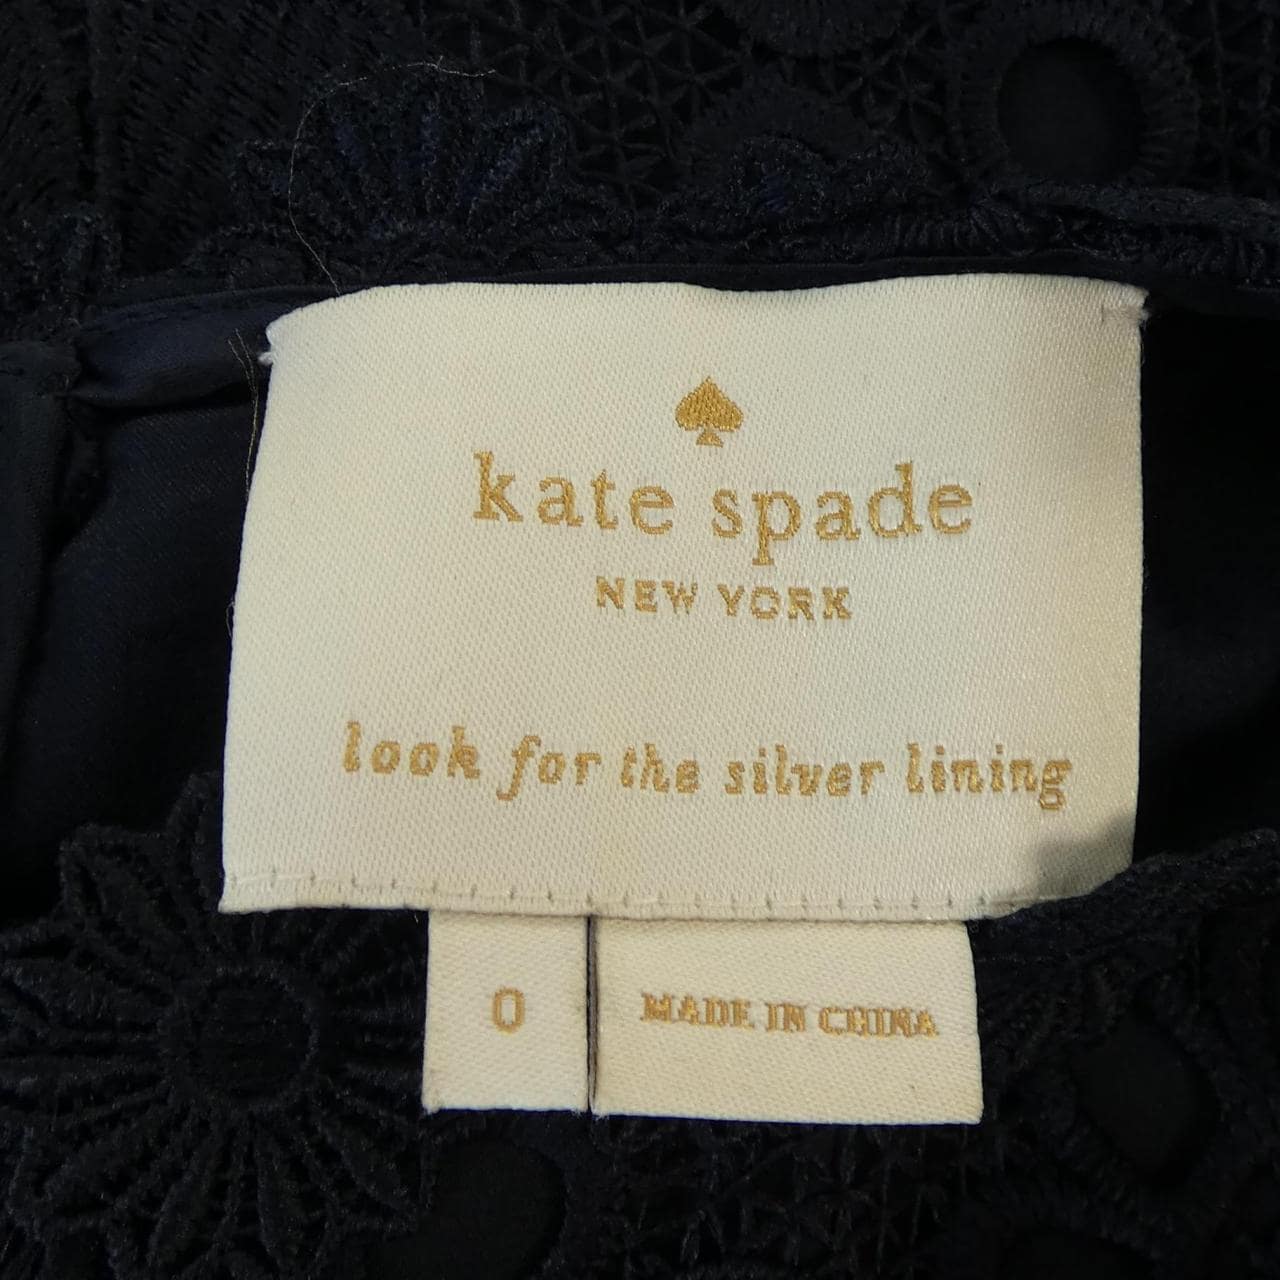 kate spade
NEW YORK
look for the silver lining
0
MADE IN CHINA